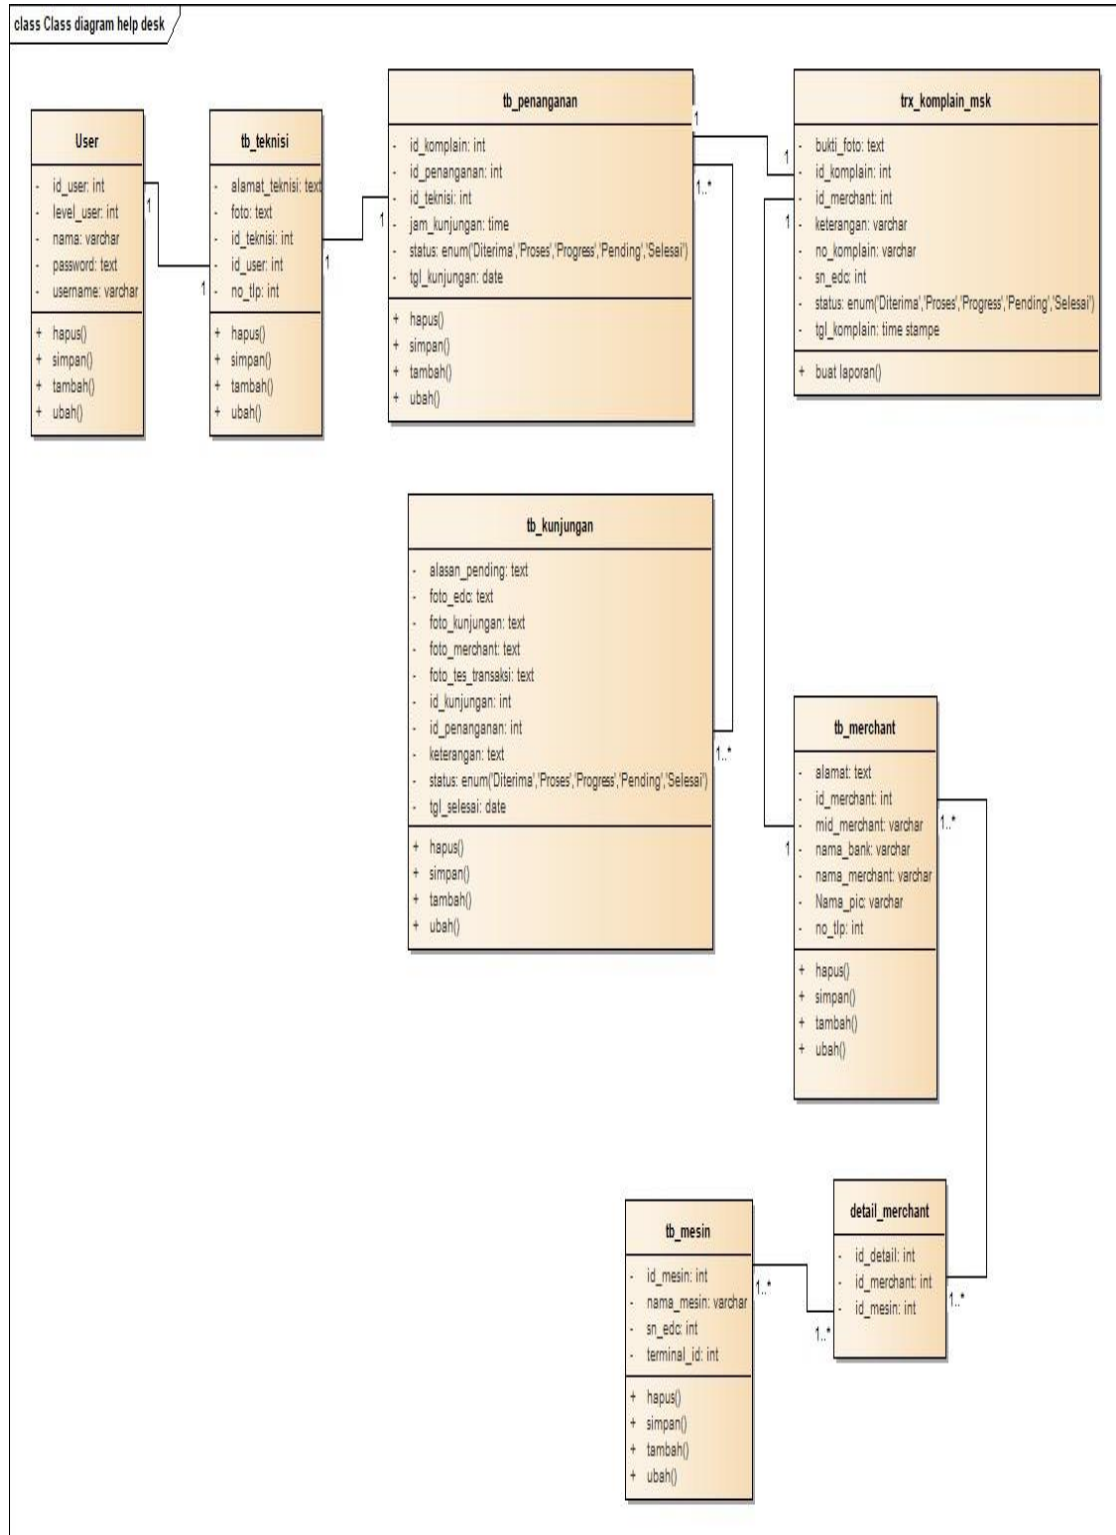 class Class diagram help desk
User
- id_user: int
- level_user: int
- nama: varchar
- password: text
- username: varchar
+ hapus()
+ simpan()
+ tambah()
+ ubah()
1
1
tb_teknisi
- alamat_teknisi: text
- foto: text
- id_teknisi: int
- id_user: int
- no_tlp: int
+ hapus()
+ simpan()
+ tambah()
+ ubah()
1
1
tb_penanganan
- id_komplain: int
- id_penanganan: int
- id_teknisi: int
- jam_kunjungan: time
- status: enum('Diterima','Proses','Progress','Pending','Selesai')
- tgl_kunjungan: date
+ hapus()
+ simpan()
+ tambah()
+ ubah()
1
1..*
1
1
trx_komplain_msk
- bukti_foto: text
- id_komplain: int
- id_merchant: int
- keterangan: varchar
- no_komplain: varchar
- sn_edc: int
- status: enum('Diterima','Proses','Progress','Pending','Selesai')
- tgl_komplain: time stampe
+ buat laporan()
tb_kunjungan
- alasan_pending: text
- foto_edc: text
- foto_kunjungan: text
- foto_merchant: text
- foto_tes_transaksi: text
- id_kunjungan: int
- id_penanganan: int
- keterangan: text
- status: enum('Diterima','Proses','Progress','Pending','Selesai')
- tgl_selesai: date
+ hapus()
+ simpan()
+ tambah()
+ ubah()
1..*
1
tb_merchant
- alamat: text
- id_merchant: int
- mid_merchant: varchar
- nama_bank: varchar
- nama_merchant: varchar
- Nama_pic: varchar
- no_tlp: int
+ hapus()
+ simpan()
+ tambah()
+ ubah()
1..*
tb_mesin
- id_mesin: int
- nama_mesin: varchar
- sn_edc: int
- terminal_id: int
+ hapus()
+ simpan()
+ tambah()
+ ubah()
1..*
1..*
detail_merchant
- id_detail: int
- id_merchant: int
- id_mesin: int
1..*